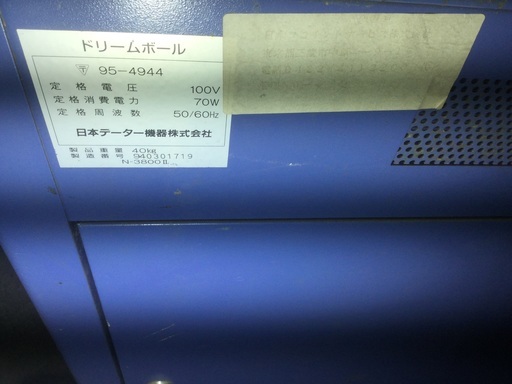 ドリームボール
〶 95-4944
定格電圧 100V
定格消費電力 70W
定格周波数 50/60Hz
日本データー機器株式会社
製品重量 40kg
製造番号 940301719
N-3800Ⅱ